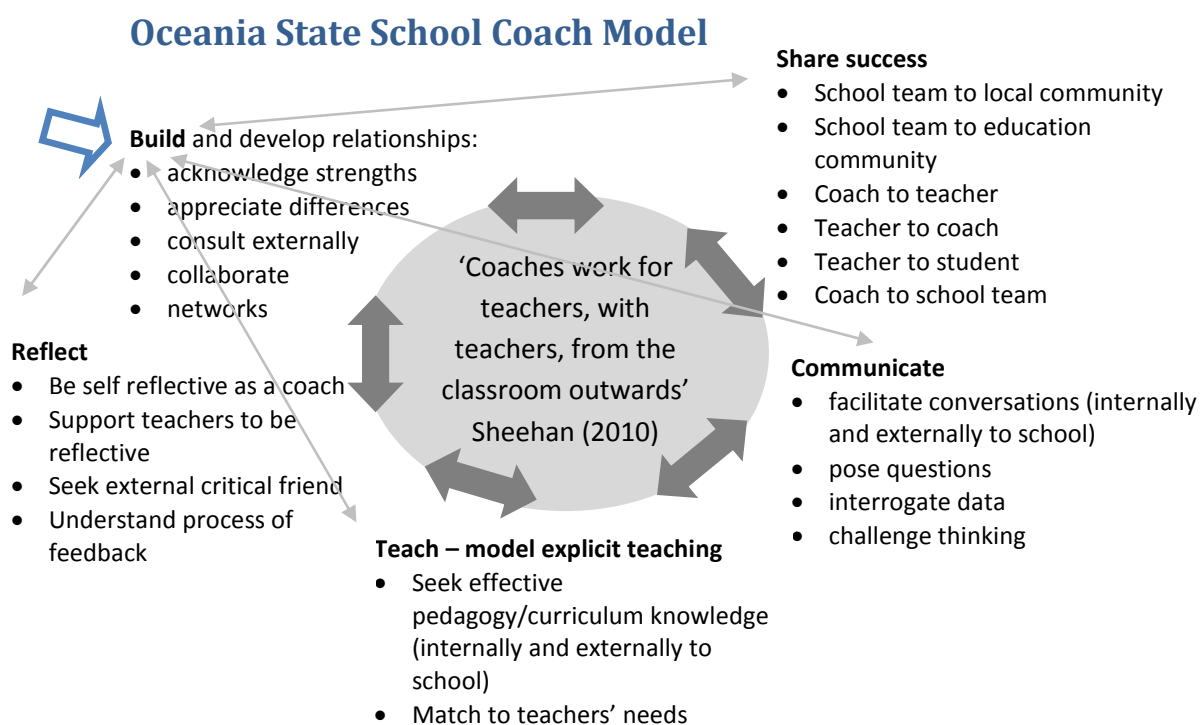 Oceania State School Coach Model
Build and develop relationships:
• acknowledge strengths
• appreciate differences
• consult externally
• collaborate
• networks
Share success
• School team to local community
• School team to education
community
• Coach to teacher
• Teacher to coach
• Teacher to student
• Coach to school team
‘Coaches work for
teachers, with
teachers, from the
classroom outwards’
Sheehan (2010)
Reflect
• Be self reflective as a coach
• Support teachers to be
reflective
• Seek external critical friend
• Understand process of
feedback
Communicate
• facilitate conversations (internally
and externally to school)
• pose questions
• interrogate data
• challenge thinking
Teach – model explicit teaching
• Seek effective
pedagogy/curriculum knowledge
(internally and externally to
school)
• Match to teachers’ needs